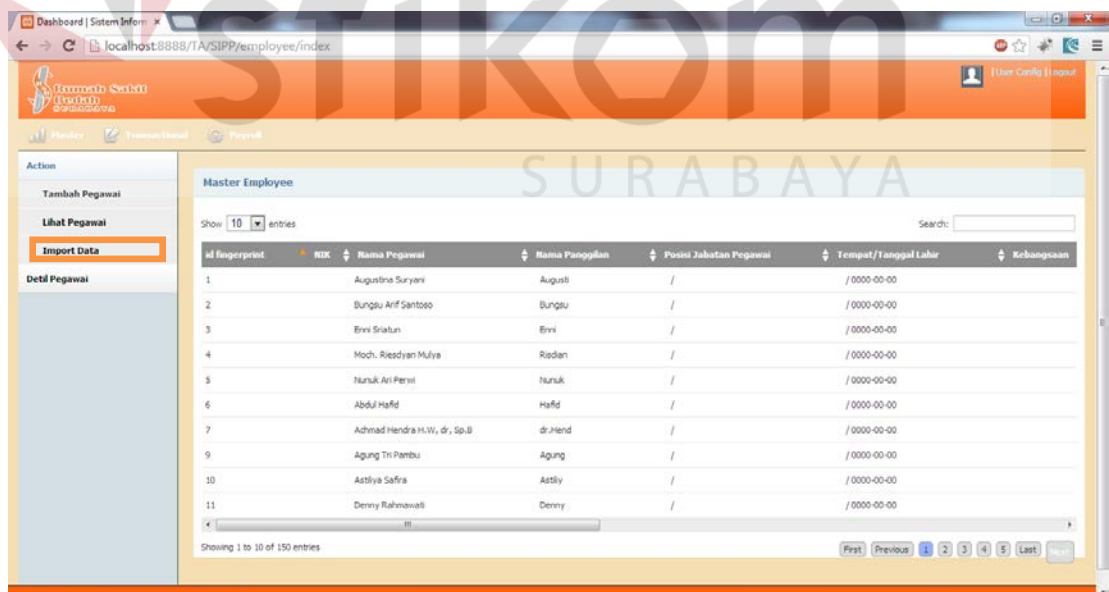 Dashboard | Sistem Inform
localhost:8888/TA/SIPP/employee/index
stikom
SURABAYA
Rumah Sakit
Bedah
SURABAYA
| User Config | Logout
Master Transactional Payroll
Action
Tambah Pegawai
Lihat Pegawai
Import Data
Detil Pegawai
Master Employee
Show 10 entries
Search:
id fingerprint NIK Nama Pegawai Nama Panggilan Posisi Jabatan Pegawai Tempat/Tanggal Lahir Kebangsaan
1 Augustina Suryani Augusti / / 0000-00-00
2 Bungsu Arif Santoso Bungsu / / 0000-00-00
3 Enni Sriatun Enni / / 0000-00-00
4 Moch. Riesdyan Mulya Risdian / / 0000-00-00
5 Nunuk Ari Perwi Nunuk / / 0000-00-00
6 Abdul Hafid Hafid / / 0000-00-00
7 Achmad Hendra H.W, dr, Sp.B dr.Hend / / 0000-00-00
9 Agung Tri Pambu Agung / / 0000-00-00
10 Astiliya Safira Astiliy / / 0000-00-00
11 Denny Rahmawati Denny / / 0000-00-00
Showing 1 to 10 of 150 entries
First Previous 1 2 3 4 5 Last Next